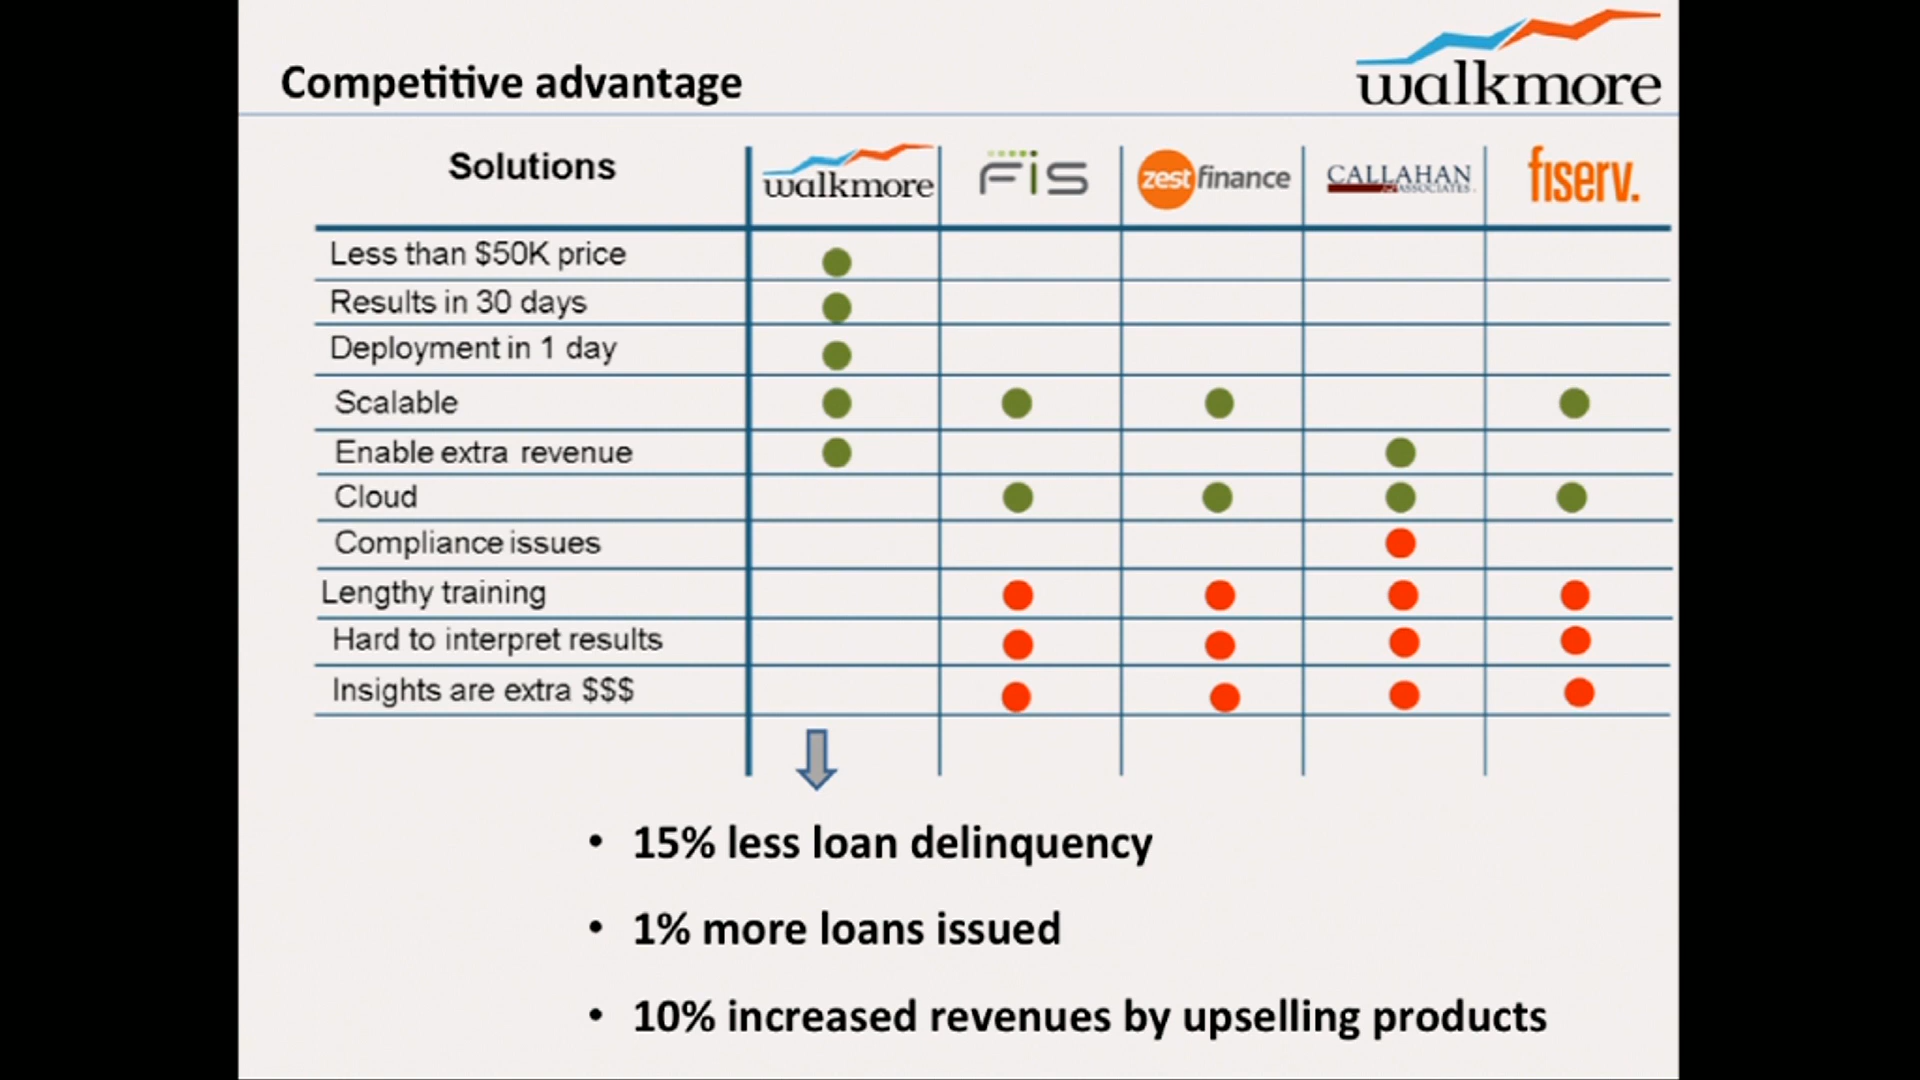 Competitive advantage
walkmore
Solutions
walkmore
FiS
zestfinance
CALLAHAN
& ASSOCIATES
fiserv.
Less than $50K price
Results in 30 days
Deployment in 1 day
Scalable
Enable extra revenue
Cloud
Compliance issues
Lengthy training
Hard to interpret results
Insights are extra $$$
• 15% less loan delinquency
• 1% more loans issued
• 10% increased revenues by upselling products